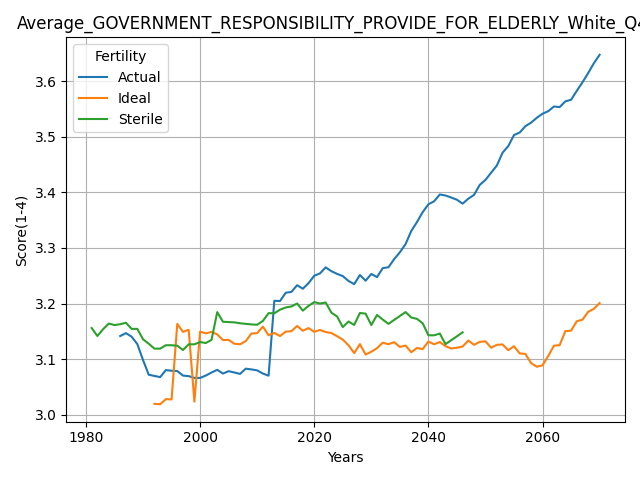 Average_GOVERNMENT_RESPONSIBILITY_PROVIDE_FOR_ELDERLY_White_Q4
Fertility
Actual
Ideal
Sterile
Score(1-4)
3.6
3.5
3.4
3.3
3.2
3.1
3.0
1980 2000 2020 2040 2060
Years